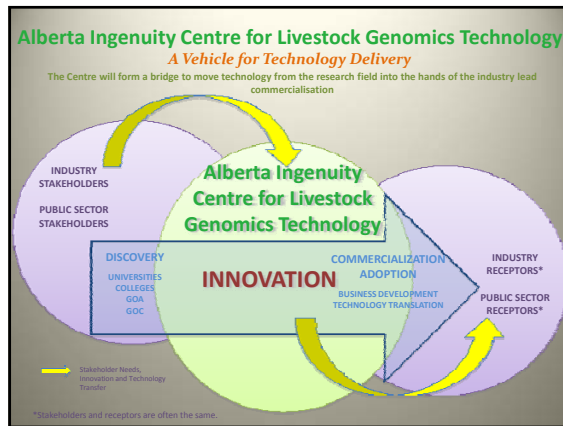 Alberta Ingenuity Centre for Livestock Genomics Technology
A Vehicle for Technology Delivery
The Centre will form a bridge to move technology from the research field into the hands of the industry lead
commercialisation
INDUSTRY
STAKEHOLDERS
PUBLIC SECTOR
STAKEHOLDERS
Alberta Ingenuity
Centre for Livestock
Genomics Technology
DISCOVERY
UNIVERSITIES
COLLEGES
GOA
GOC
INNOVATION
COMMERCIALIZATION
ADOPTION
BUSINESS DEVELOPMENT
TECHNOLOGY TRANSLATION
INDUSTRY
RECEPTORS*
PUBLIC SECTOR
RECEPTORS*
Stakeholder Needs,
Innovation and Technology
Transfer
*Stakeholders and receptors are often the same.